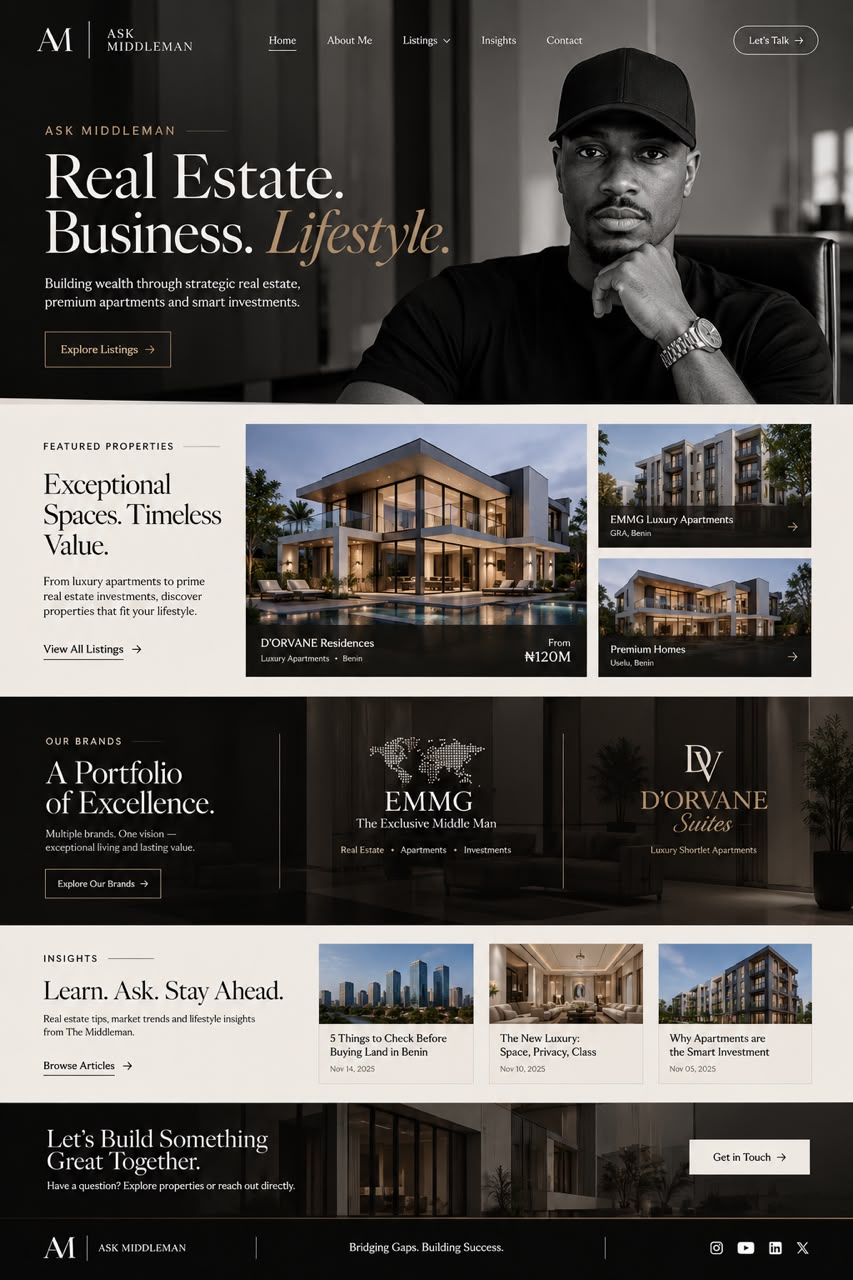 AM
ASK
MIDDLEMAN
Home
About Me
Listings
Insights
Contact
Let's Talk →
ASK MIDDLEMAN
Real Estate.
Business. Lifestyle.
Building wealth through strategic real estate,
premium apartments and smart investments.
Explore Listings →
FEATURED PROPERTIES
Exceptional
Spaces. Timeless
Value.
From luxury apartments to prime
real estate investments, discover
properties that fit your lifestyle.
View All Listings →
D'ORVANE Residences
Luxury Apartments • Benin
From
₦120M
EMMG Luxury Apartments
GRA, Benin
→
Premium Homes
Uselu, Benin
→
OUR BRANDS
A Portfolio
of Excellence.
Multiple brands. One vision —
exceptional living and lasting value.
Explore Our Brands →
EMMG
The Exclusive Middle Man
Real Estate • Apartments • Investments
DV
D'ORVANE
Suites
Luxury Shortlet Apartments
INSIGHTS
Learn. Ask. Stay Ahead.
Real estate tips, market trends and lifestyle insights
from The Middleman.
Browse Articles →
5 Things to Check Before
Buying Land in Benin
Nov 14, 2025
The New Luxury:
Space, Privacy, Class
Nov 10, 2025
Why Apartments are
the Smart Investment
Nov 05, 2025
Let's Build Something
Great Together.
Have a question? Explore properties or reach out directly.
Get in Touch →
AM
ASK MIDDLEMAN
Bridging Gaps. Building Success.